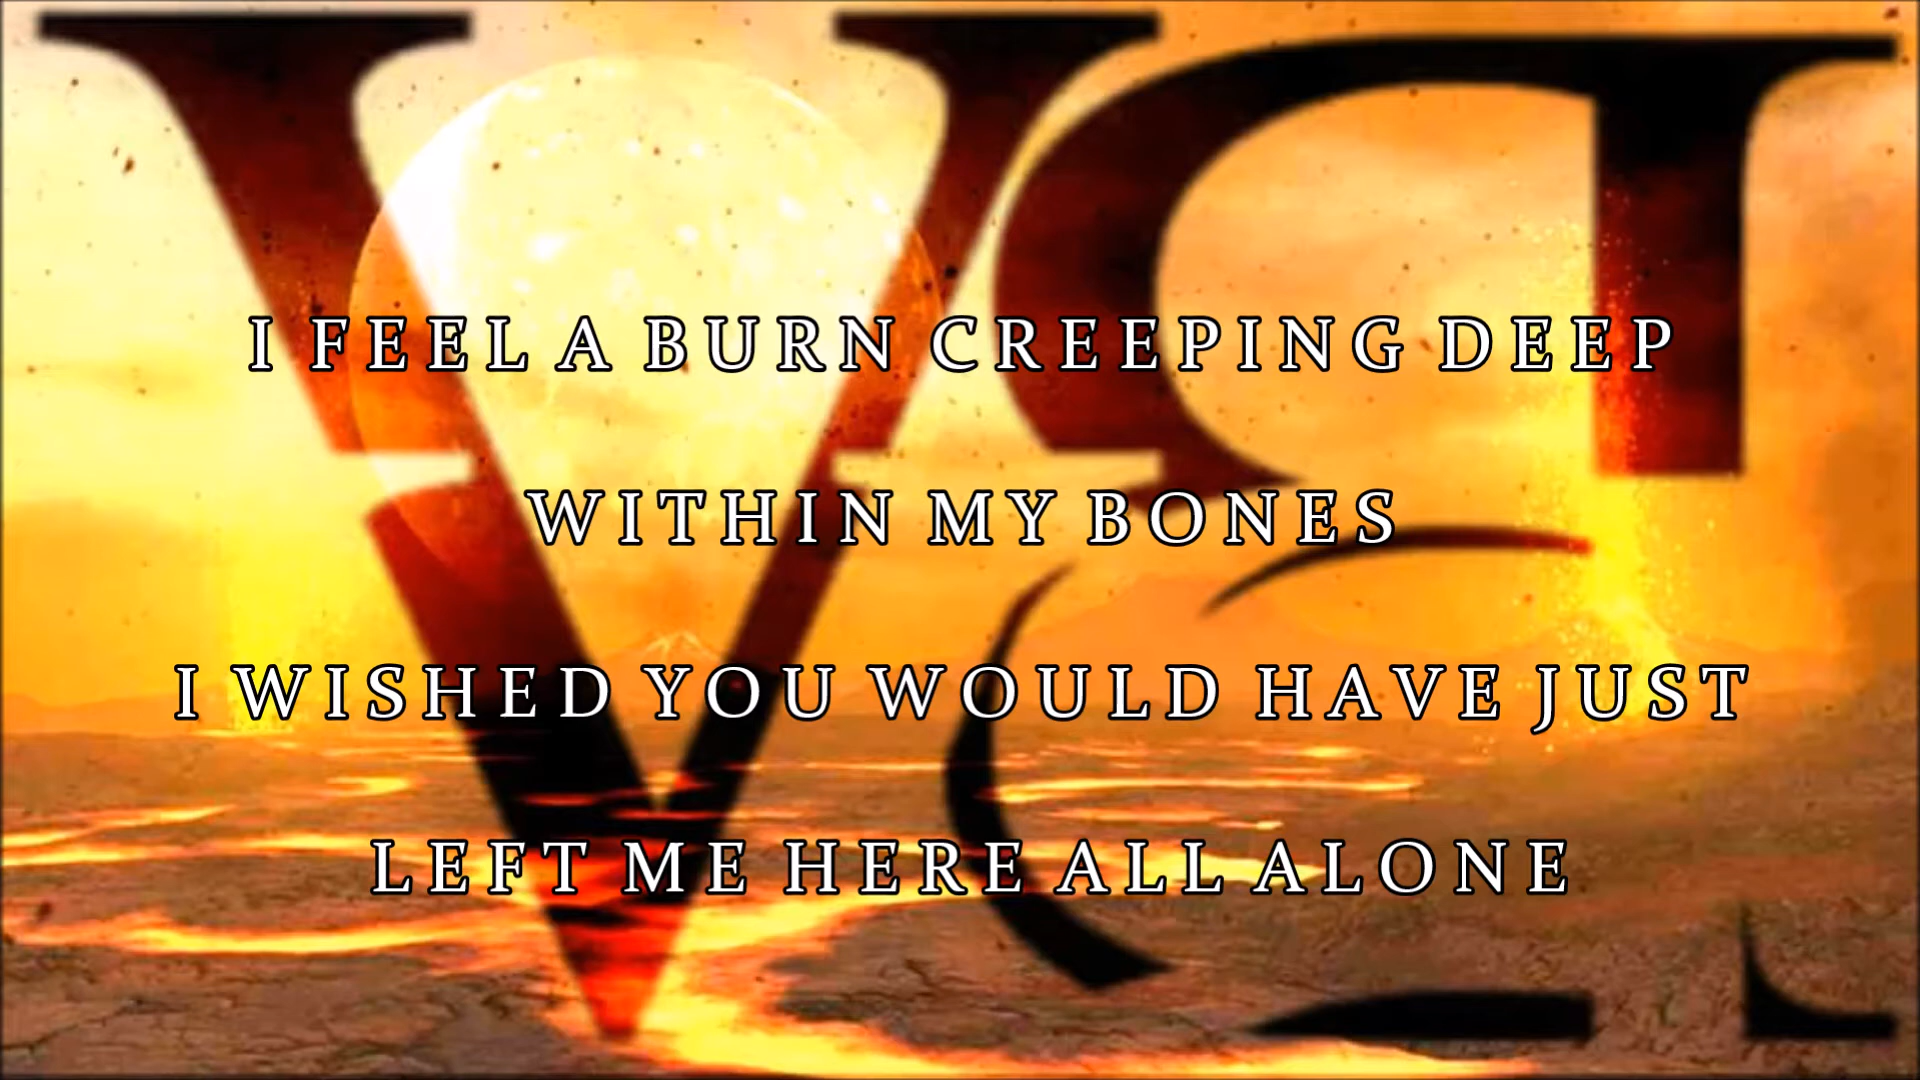 I FEEL A BURN CREEPING DEEP
WITHIN MY BONES
I WISHED YOU WOULD HAVE JUST
LEFT ME HERE ALL ALONE